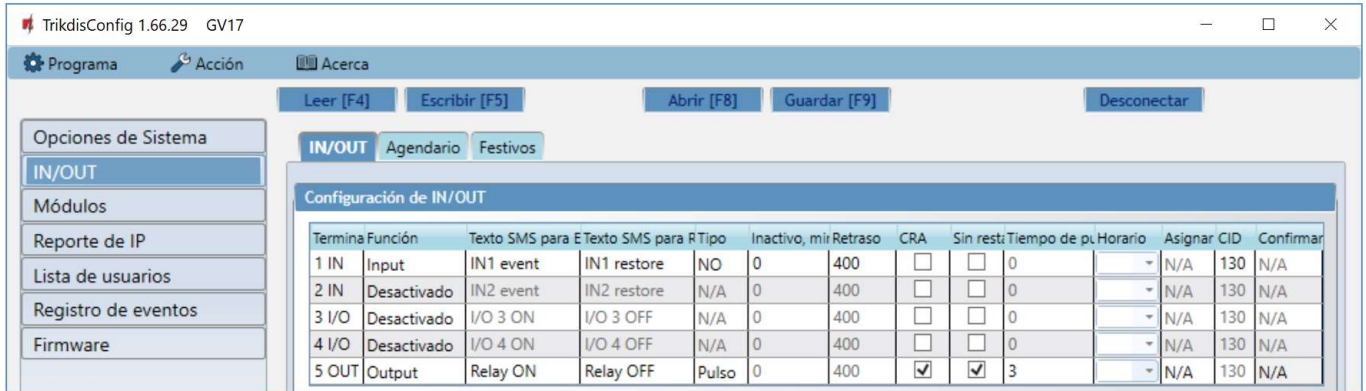 TrikdisConfig 1.66.29 GV17
Programa Acción Acerca
Leer [F4] Escribir [F5] Abrir [F8] Guardar [F9] Desconectar
Opciones de Sistema
IN/OUT
Módulos
Reporte de IP
Lista de usuarios
Registro de eventos
Firmware
IN/OUT Agendario Festivos
Configuración de IN/OUT
Termina Función Texto SMS para E Texto SMS para R Tipo Inactivo, mir Retraso CRA Sin resta Tiempo de pu Horario Asignar CID Confirmar
1 IN Input IN1 event IN1 restore NO 0 400 0 N/A 130 N/A
2 IN Desactivado IN2 event IN2 restore N/A 0 400 0 N/A 130 N/A
3 I/O Desactivado I/O 3 ON I/O 3 OFF N/A 0 400 0 N/A 130 N/A
4 I/O Desactivado I/O 4 ON I/O 4 OFF N/A 0 400 0 N/A 130 N/A
5 OUT Output Relay ON Relay OFF Pulso 0 400 3 N/A 130 N/A